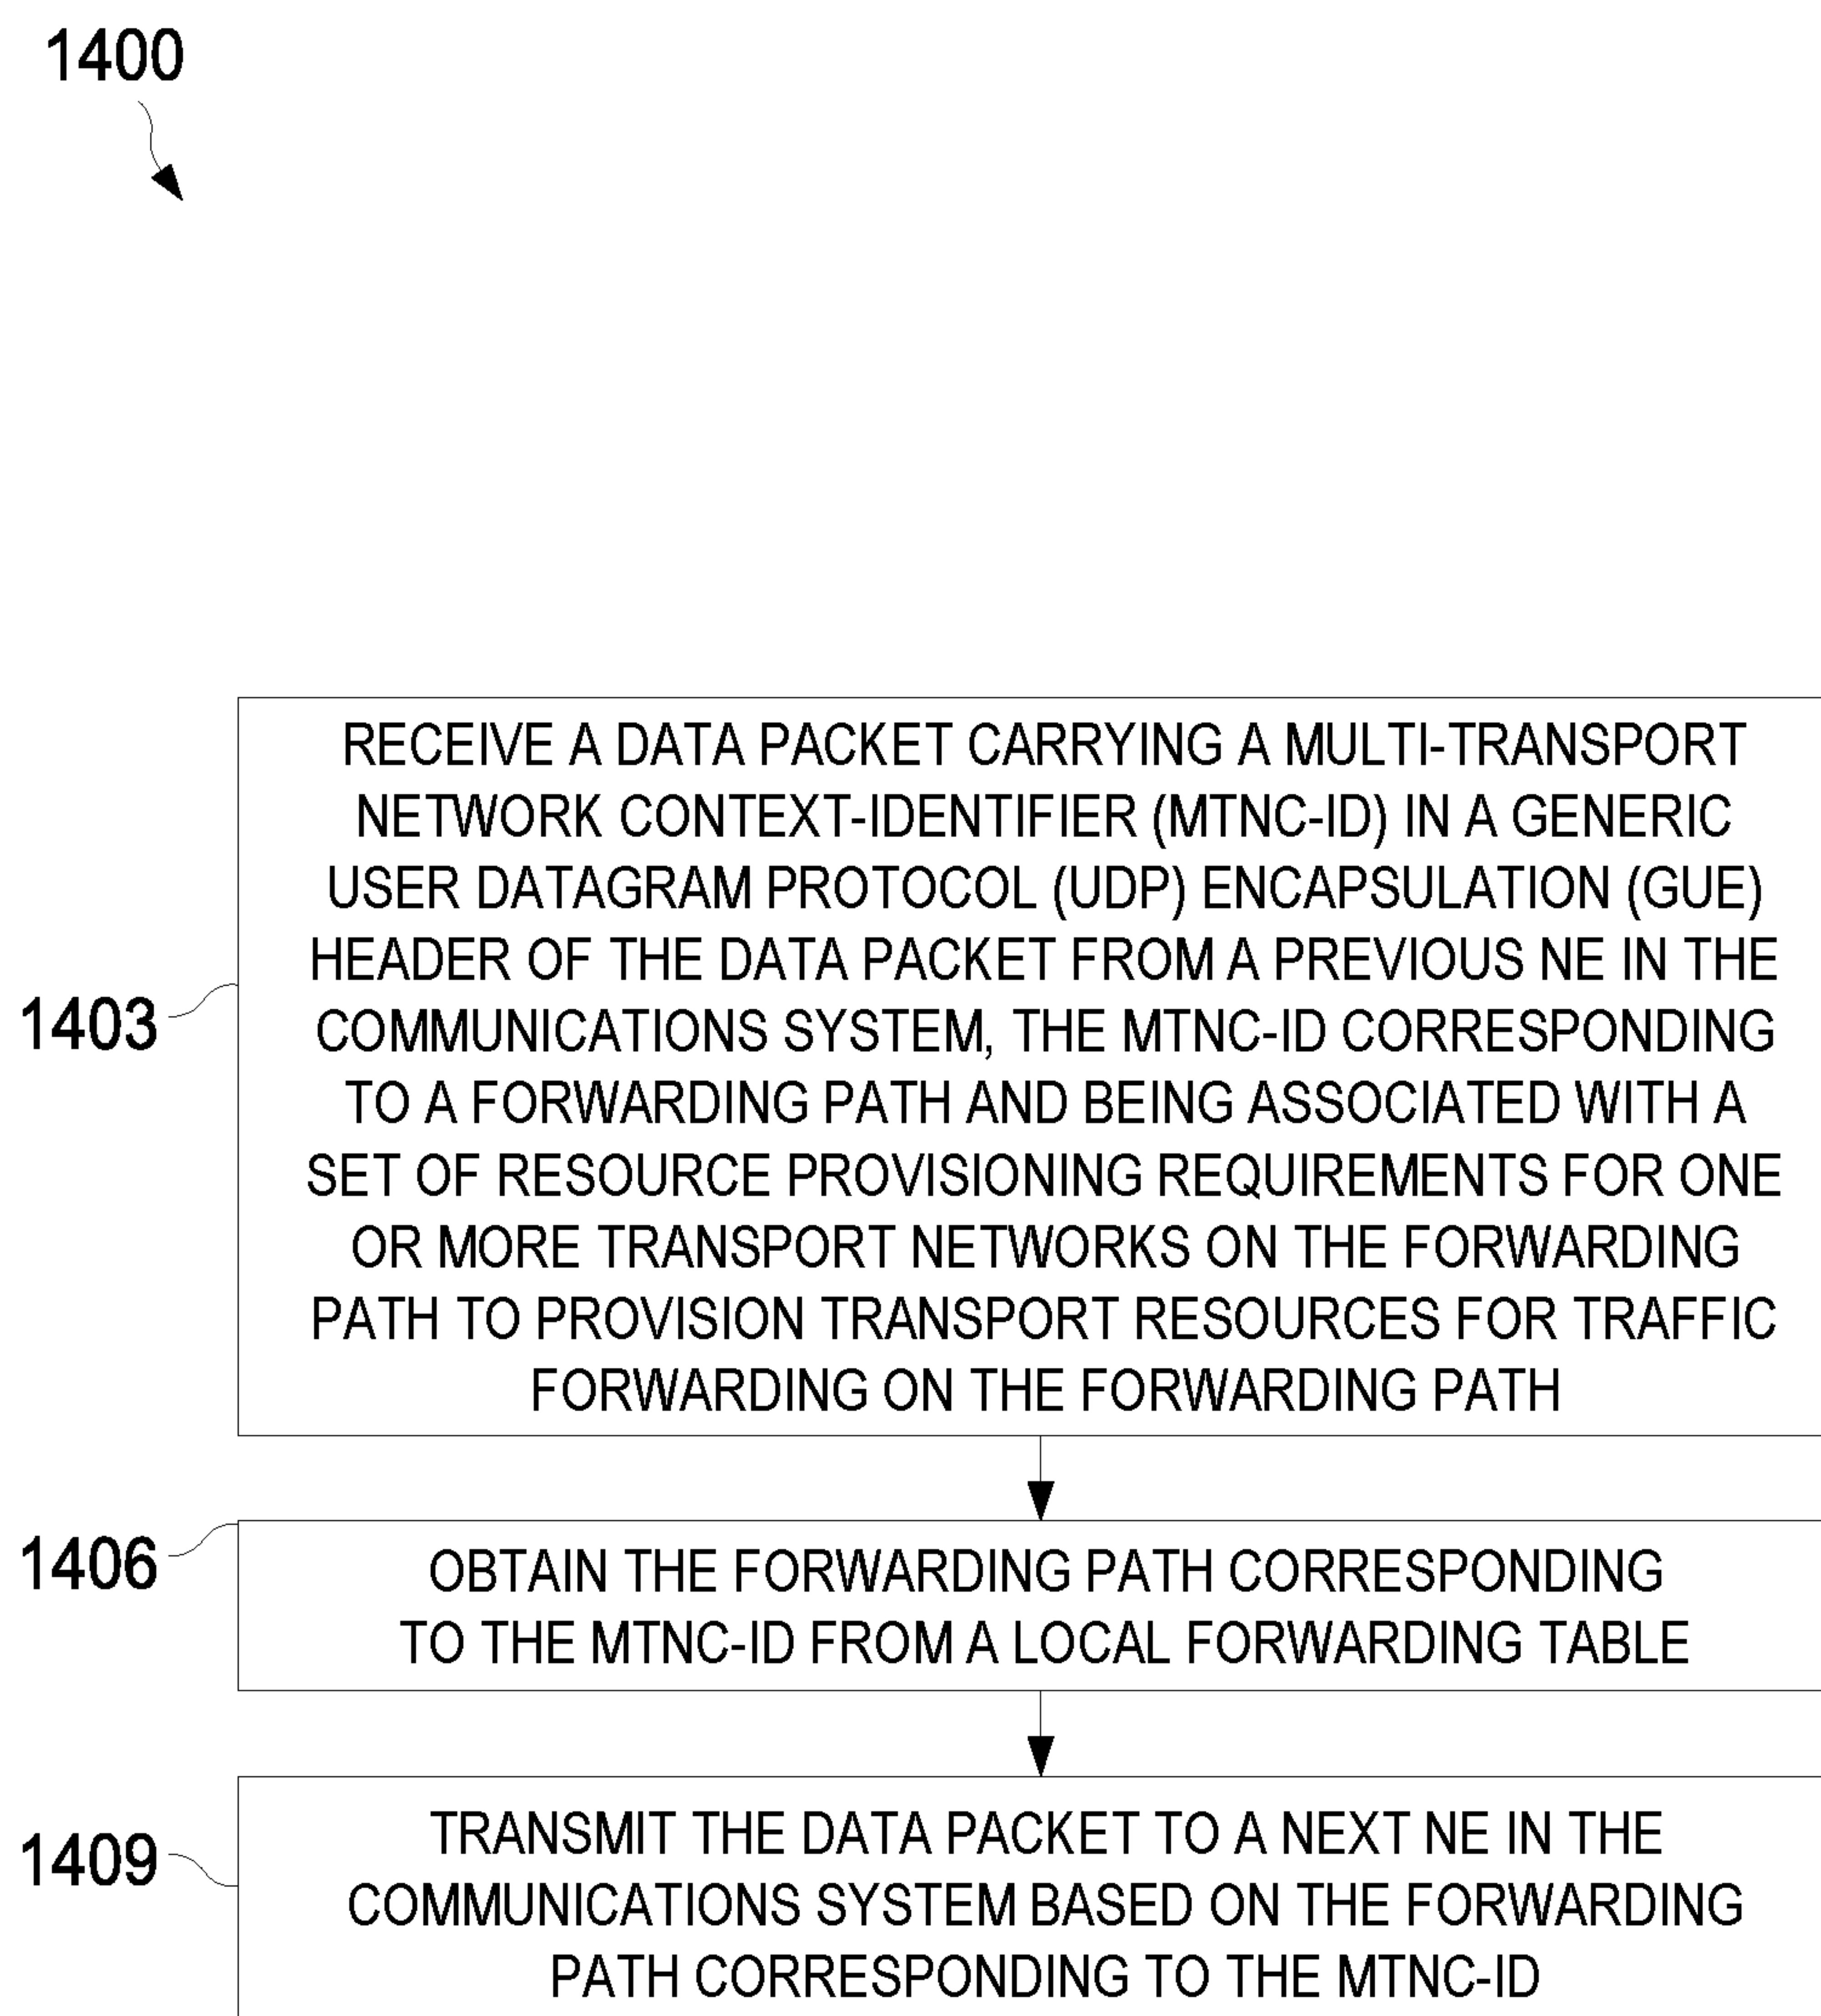 1400
RECEIVE A DATA PACKET CARRYING A MULTI-TRANSPORT
NETWORK CONTEXT-IDENTIFIER (MTNC-ID) IN A GENERIC
USER DATAGRAM PROTOCOL (UDP) ENCAPSULATION (GUE)
HEADER OF THE DATA PACKET FROM A PREVIOUS NE IN THE
COMMUNICATIONS SYSTEM, THE MTNC-ID CORRESPONDING
TO A FORWARDING PATH AND BEING ASSOCIATED WITH A
SET OF RESOURCE PROVISIONING REQUIREMENTS FOR ONE
OR MORE TRANSPORT NETWORKS ON THE FORWARDING
PATH TO PROVISION TRANSPORT RESOURCES FOR TRAFFIC
FORWARDING ON THE FORWARDING PATH
1403
OBTAIN THE FORWARDING PATH CORRESPONDING
TO THE MTNC-ID FROM A LOCAL FORWARDING TABLE
1406
TRANSMIT THE DATA PACKET TO A NEXT NE IN THE
COMMUNICATIONS SYSTEM BASED ON THE FORWARDING
PATH CORRESPONDING TO THE MTNC-ID
1409